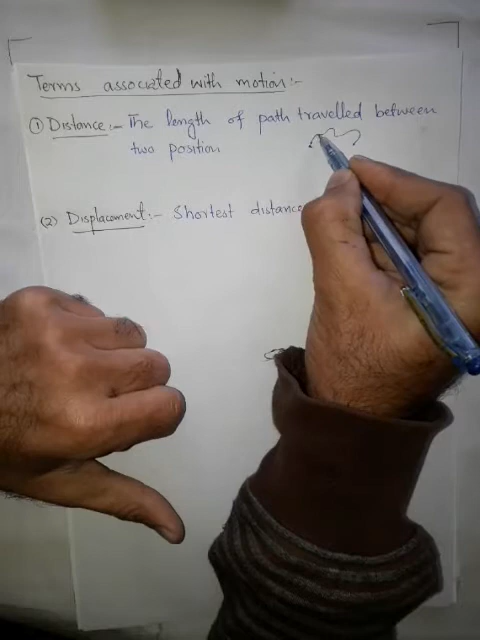 Terms associated with motion:-
① Distance:- The length of path travelled between
two position
(2) Displacement:- Shortest distance